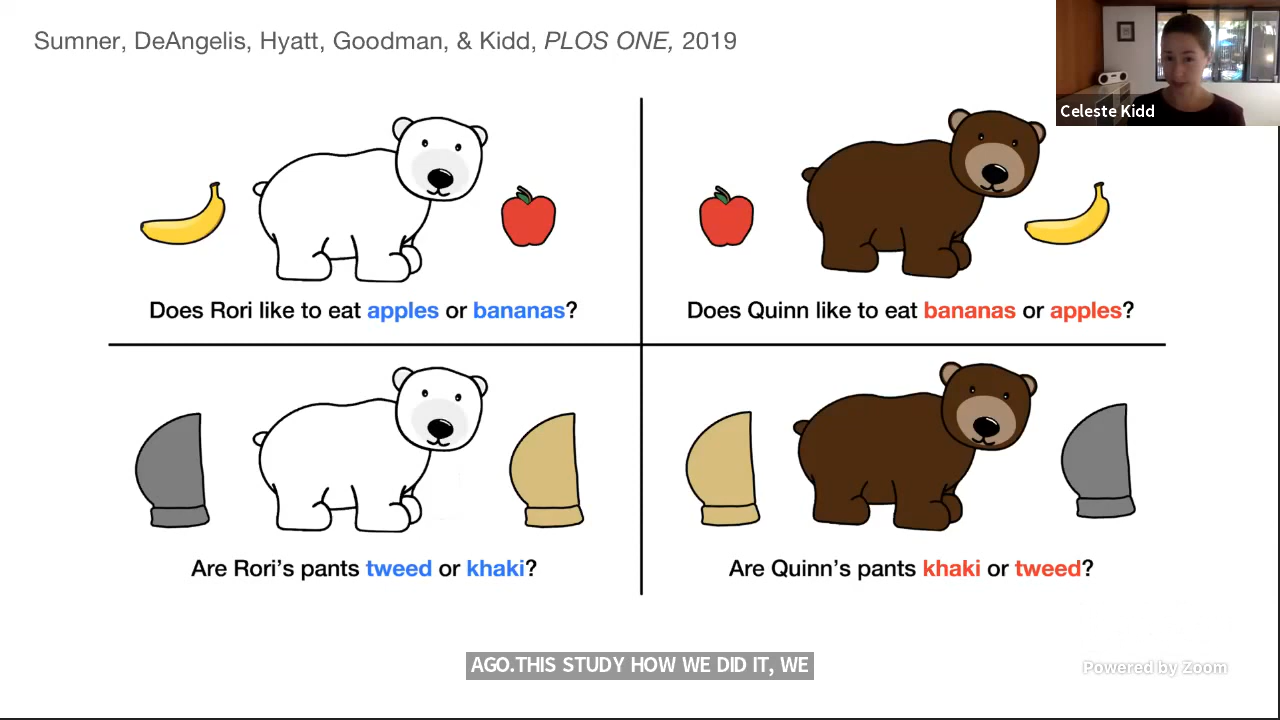 Sumner, DeAngelis, Hyatt, Goodman, & Kidd, PLOS ONE, 2019
Celeste Kidd
Does Rori like to eat apples or bananas?
Does Quinn like to eat bananas or apples?
Are Rori's pants tweed or khaki?
Are Quinn's pants khaki or tweed?
AGO.THIS STUDY HOW WE DID IT, WE
Powered by Zoom